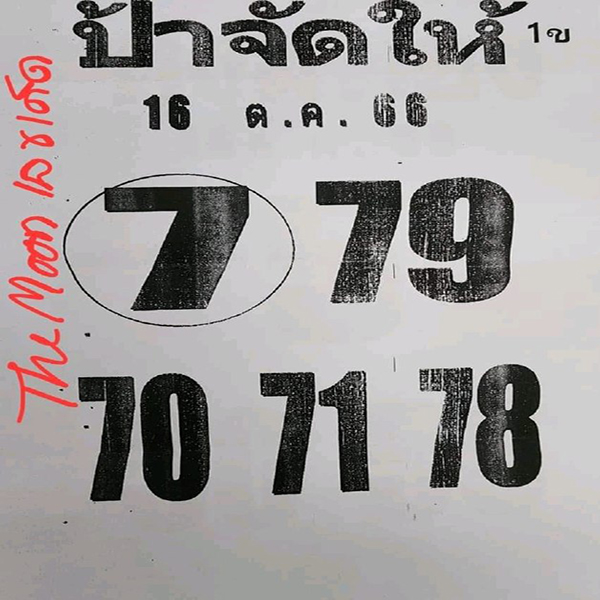 ป้าจัดให้ 1ข
16 ต.ค. 66
7 79
70 71 78
The Moon เลขเด็ด